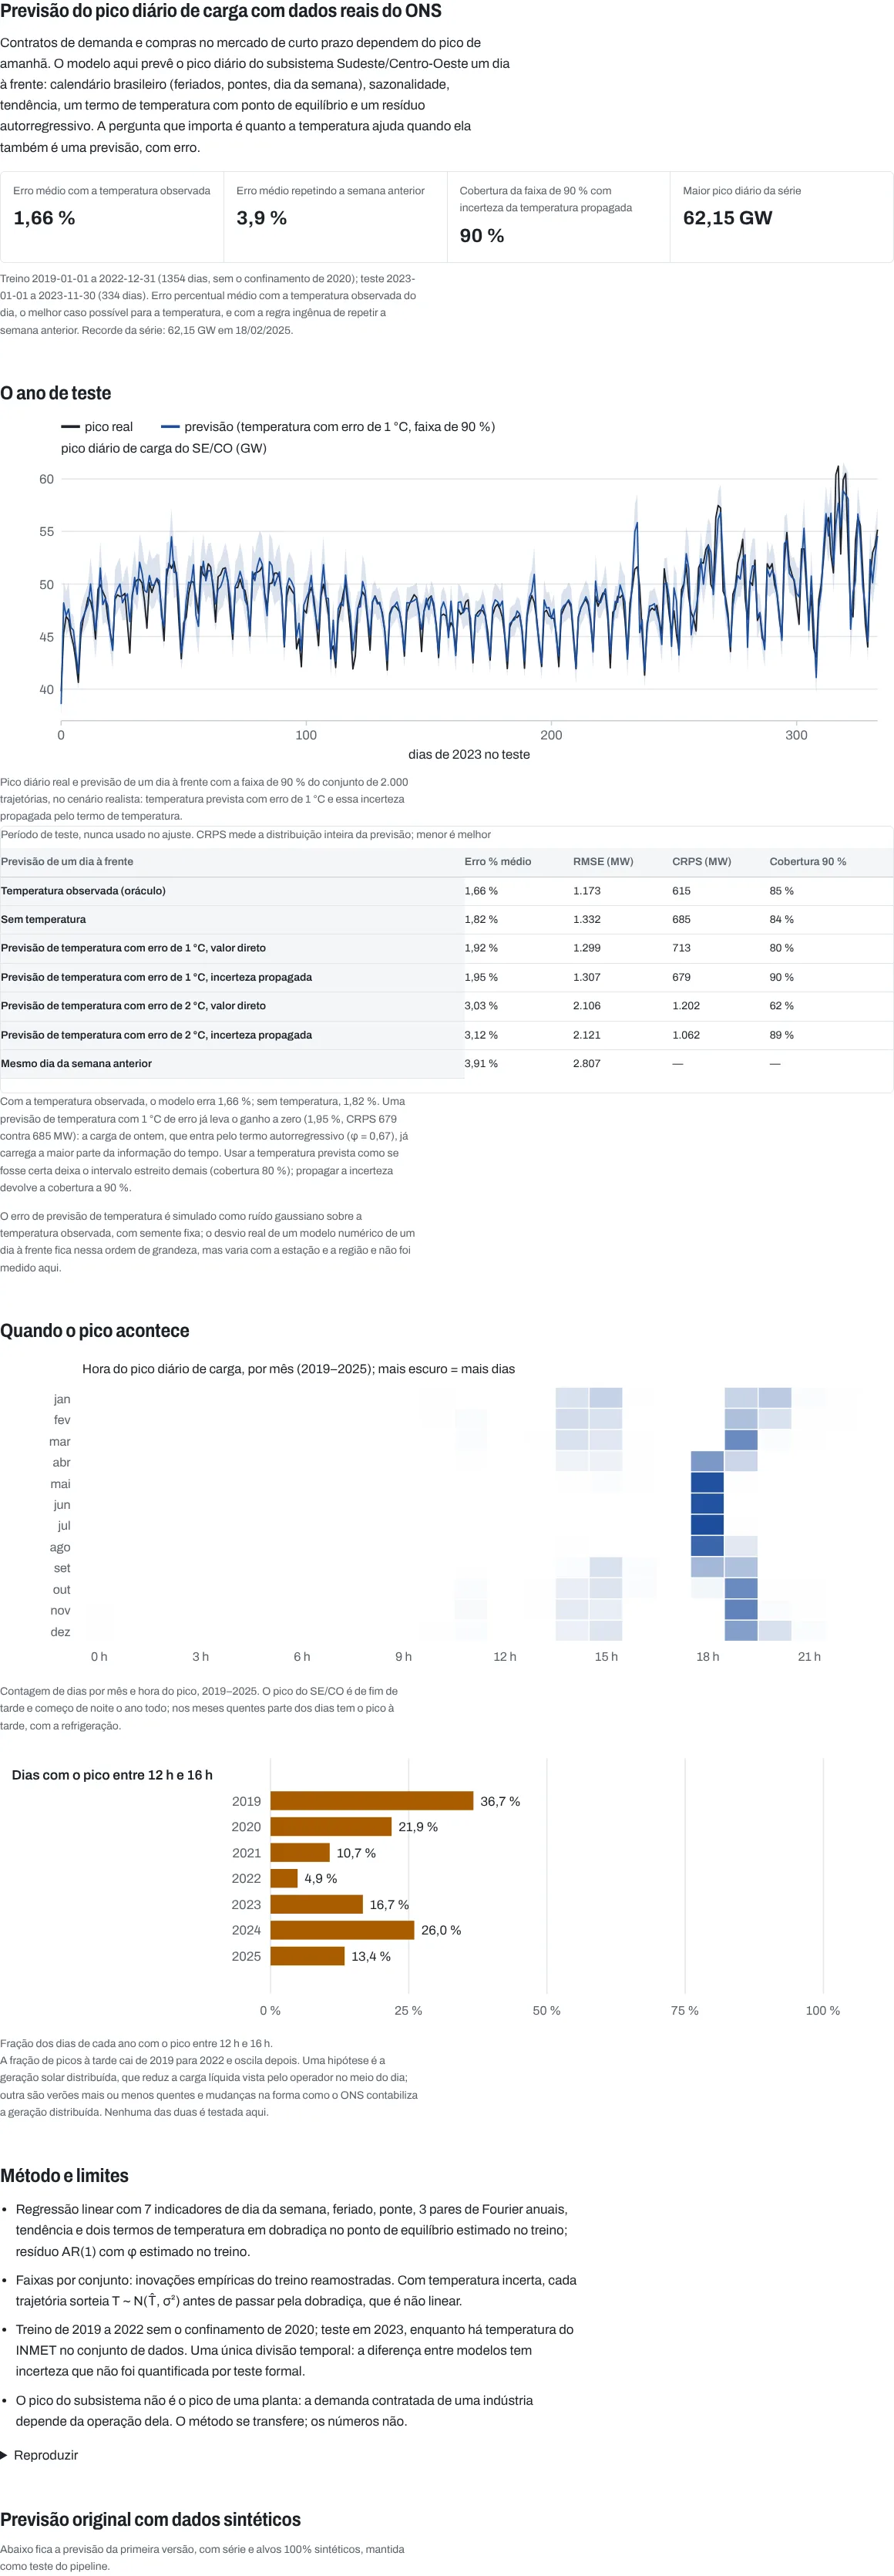 Previsão do pico diário de carga com dados reais do ONS
Contratos de demanda e compras no mercado de curto prazo dependem do pico de
amanhã. O modelo aqui prevê o pico diário do subsistema Sudeste/Centro-Oeste um dia
à frente: calendário brasileiro (feriados, pontes, dia da semana), sazonalidade,
tendência, um termo de temperatura com ponto de equilíbrio e um resíduo
autorregressivo. A pergunta que importa é quanto a temperatura ajuda quando ela
também é uma previsão, com erro.
Erro médio com a temperatura observada
1,66 %
Erro médio repetindo a semana anterior
3,9 %
Cobertura da faixa de 90 % com
incerteza da temperatura propagada
90 %
Maior pico diário da série
62,15 GW
Treino 2019-01-01 a 2022-12-31 (1354 dias, sem o confinamento de 2020); teste 2023-
01-01 a 2023-11-30 (334 dias). Erro percentual médio com a temperatura observada do
dia, o melhor caso possível para a temperatura, e com a regra ingênua de repetir a
semana anterior. Recorde da série: 62,15 GW em 18/02/2025.
O ano de teste
pico real previsão (temperatura com erro de 1 °C, faixa de 90 %)
pico diário de carga do SE/CO (GW)
60
55
50
45
40
0 100 200 300
dias de 2023 no teste
Pico diário real e previsão de um dia à frente com a faixa de 90 % do conjunto de 2.000
trajetórias, no cenário realista: temperatura prevista com erro de 1 °C e essa incerteza
propagada pelo termo de temperatura.
Período de teste, nunca usado no ajuste. CRPS mede a distribuição inteira da previsão; menor é melhor
Previsão de um dia à frente Erro % médio RMSE (MW) CRPS (MW) Cobertura 90 %
Temperatura observada (oráculo) 1,66 % 1.173 615 85 %
Sem temperatura 1,82 % 1.332 685 84 %
Previsão de temperatura com erro de 1 °C, valor direto 1,92 % 1.299 713 80 %
Previsão de temperatura com erro de 1 °C, incerteza propagada 1,95 % 1.307 679 90 %
Previsão de temperatura com erro de 2 °C, valor direto 3,03 % 2.106 1.202 62 %
Previsão de temperatura com erro de 2 °C, incerteza propagada 3,12 % 2.121 1.062 89 %
Mesmo dia da semana anterior 3,91 % 2.807 — —
Com a temperatura observada, o modelo erra 1,66 %; sem temperatura, 1,82 %. Uma
previsão de temperatura com 1 °C de erro já leva o ganho a zero (1,95 %, CRPS 679
contra 685 MW): a carga de ontem, que entra pelo termo autorregressivo (φ = 0,67), já
carrega a maior parte da informação do tempo. Usar a temperatura prevista como se
fosse certa deixa o intervalo estreito demais (cobertura 80 %); propagar a incerteza
devolve a cobertura a 90 %.
O erro de previsão de temperatura é simulado como ruído gaussiano sobre a
temperatura observada, com semente fixa; o desvio real de um modelo numérico de um
dia à frente fica nessa ordem de grandeza, mas varia com a estação e a região e não foi
medido aqui.
Quando o pico acontece
Hora do pico diário de carga, por mês (2019–2025); mais escuro = mais dias
jan
fev
mar
abr
mai
jun
jul
ago
set
out
nov
dez
0 h 3 h 6 h 9 h 12 h 15 h 18 h 21 h
Contagem de dias por mês e hora do pico, 2019–2025. O pico do SE/CO é de fim de
tarde e começo de noite o ano todo; nos meses quentes parte dos dias tem o pico à
tarde, com a refrigeração.
Dias com o pico entre 12 h e 16 h
2019 36,7 %
2020 21,9 %
2021 10,7 %
2022 4,9 %
2023 16,7 %
2024 26,0 %
2025 13,4 %
0 % 25 % 50 % 75 % 100 %
Fração dos dias de cada ano com o pico entre 12 h e 16 h.
A fração de picos à tarde cai de 2019 para 2022 e oscila depois. Uma hipótese é a
geração solar distribuída, que reduz a carga líquida vista pelo operador no meio do dia;
outra são verões mais ou menos quentes e mudanças na forma como o ONS contabiliza
a geração distribuída. Nenhuma das duas é testada aqui.
Método e limites
• Regressão linear com 7 indicadores de dia da semana, feriado, ponte, 3 pares de Fourier anuais,
tendência e dois termos de temperatura em dobradiça no ponto de equilíbrio estimado no treino;
resíduo AR(1) com φ estimado no treino.
• Faixas por conjunto: inovações empíricas do treino reamostradas. Com temperatura incerta, cada
trajetória sorteia T ~ N(T̂, σ²) antes de passar pela dobradiça, que é não linear.
• Treino de 2019 a 2022 sem o confinamento de 2020; teste em 2023, enquanto há temperatura do
INMET no conjunto de dados. Uma única divisão temporal: a diferença entre modelos tem
incerteza que não foi quantificada por teste formal.
• O pico do subsistema não é o pico de uma planta: a demanda contratada de uma indústria
depende da operação dela. O método se transfere; os números não.
▶ Reproduzir
Previsão original com dados sintéticos
Abaixo fica a previsão da primeira versão, com série e alvos 100% sintéticos, mantida
como teste do pipeline.